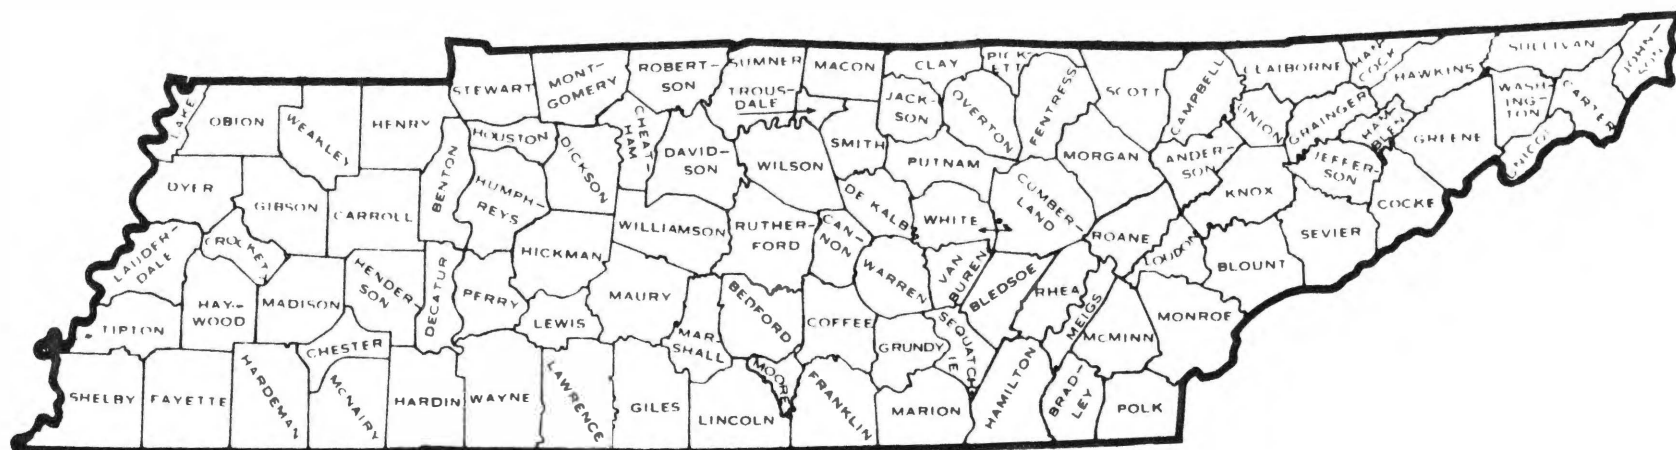 STEWART
MONT-
GOMERY
ROBERT-
SON
SUMNER
TROUS-
DALE
MACON
CLAY
PICK-
ETT
FENTRESS
SCOTT
CAMPBELL
CLAIBORNE
HAN
COCK
HAWKINS
SULLIVAN
JOHN-
SON
LAKE
OBION
WEAKLEY
HENRY
HOUSTON
DICKSON
CHEAT-
HAM
DAVID-
SON
WILSON
SMITH
JACK-
SON
OVERTON
PUTNAM
MORGAN
ANDER-
SON
UNION
GRAINGER
HAM
BLEN
GREENE
WASH-
ING-
TON
CARTER
UNICOI
DYER
GIBSON
CARROLL
BENTON
HUMPH-
REYS
HICKMAN
WILLIAMSON
RUTHER-
FORD
CAN-
NON
DE KALB
WHITE
CUMBER-
LAND
ROANE
LOUDON
KNOX
JEFFER-
SON
COCKE
SEVIER
BLOUNT
LAUDER-
DALE
CROCKETT
HAY-
WOOD
MADISON
HENDER
SON
DECATUR
PERRY
LEWIS
MAURY
MAR
SHALL
BEDFORD
COFFEE
WARREN
VAN
BUREN
BLEDSOE
RHEA
MEIGS
MCMINN
MONROE
TIPTON
CHESTER
GRUNDY
SEQUATCH
IE
SHELBY
FAYETTE
HARDEMAN
MCNAIRY
HARDIN
WAYNE
LAWRENCE
GILES
LINCOLN
MOORE
FRANKLIN
MARION
HAMILTON
BRAD-
LEY
POLK